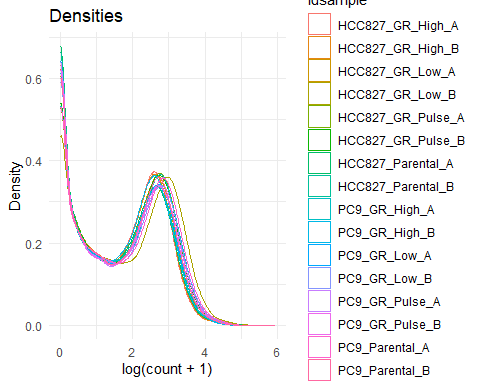 Densities
idsample
HCC827_GR_High_A
HCC827_GR_High_B
HCC827_GR_Low_A
HCC827_GR_Low_B
HCC827_GR_Pulse_A
HCC827_GR_Pulse_B
HCC827_Parental_A
HCC827_Parental_B
PC9_GR_High_A
PC9_GR_High_B
PC9_GR_Low_A
PC9_GR_Low_B
PC9_GR_Pulse_A
PC9_GR_Pulse_B
PC9_Parental_A
PC9_Parental_B
Density
0.6
0.4
0.2
0.0
0 2 4 6
log(count + 1)